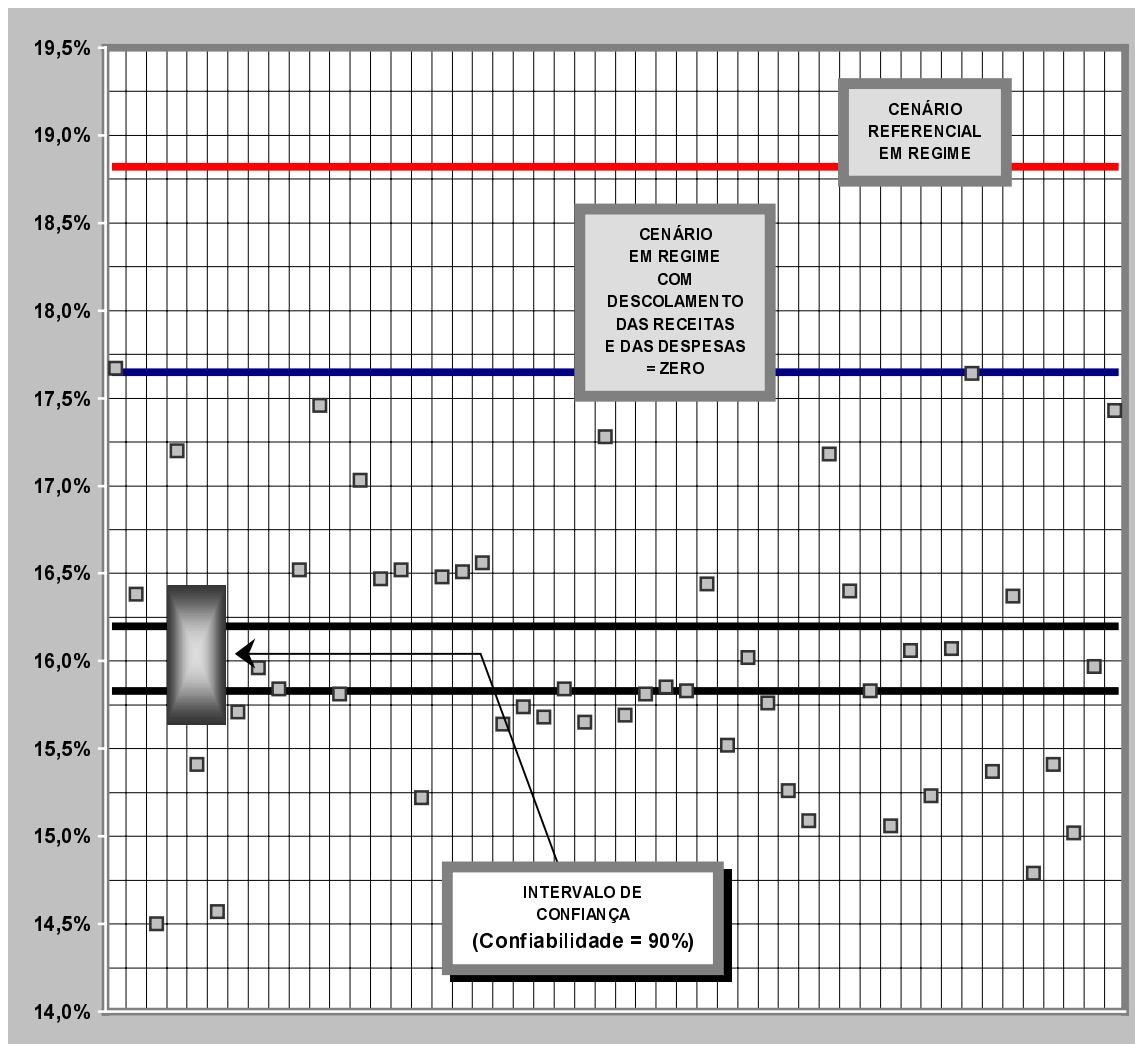 19,5%
19,0%
18,5%
18,0%
17,5%
17,0%
16,5%
16,0%
15,5%
15,0%
14,5%
14,0%
CENÁRIO
REFERENCIAL
EM REGIME
CENÁRIO
EM REGIME
COM
DESCOLAMENTO
DAS RECEITAS
E DAS DESPESAS
= ZERO
INTERVALO DE
CONFIANÇA
(Confiabilidade = 90%)